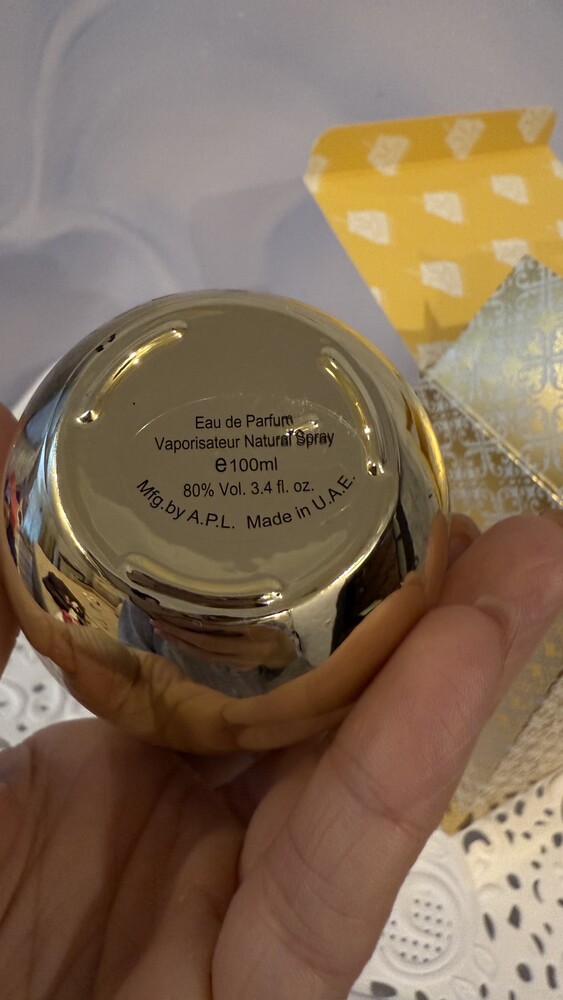 Eau de Parfum
Vaporisateur Natural Spray
℮100ml
80% Vol. 3.4 fl. oz.
Mfg.by A.P.L. Made in U.A.E.